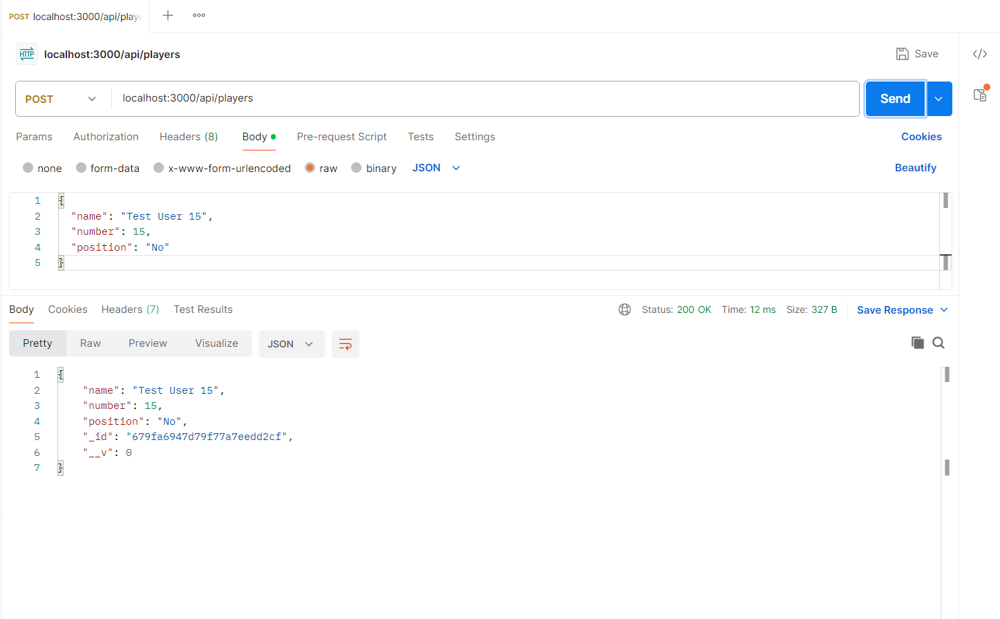 POST localhost:3000/api/playe
HTTP localhost:3000/api/players
Save
POST
localhost:3000/api/players
Send
Params Authorization Headers (8) Body Pre-request Script Tests Settings
Cookies
none form-data x-www-form-urlencoded raw binary JSON
Beautify
1 {
2 "name": "Test User 15",
3 "number": 15,
4 "position": "No"
5 }
Body Cookies Headers (7) Test Results
Status: 200 OK Time: 12 ms Size: 327 B
Save Response
Pretty Raw Preview Visualize JSON
1 {
2 "name": "Test User 15",
3 "number": 15,
4 "position": "No",
5 "_id": "679fa6947d79f77a7eedd2cf",
6 "__v": 0
7 }